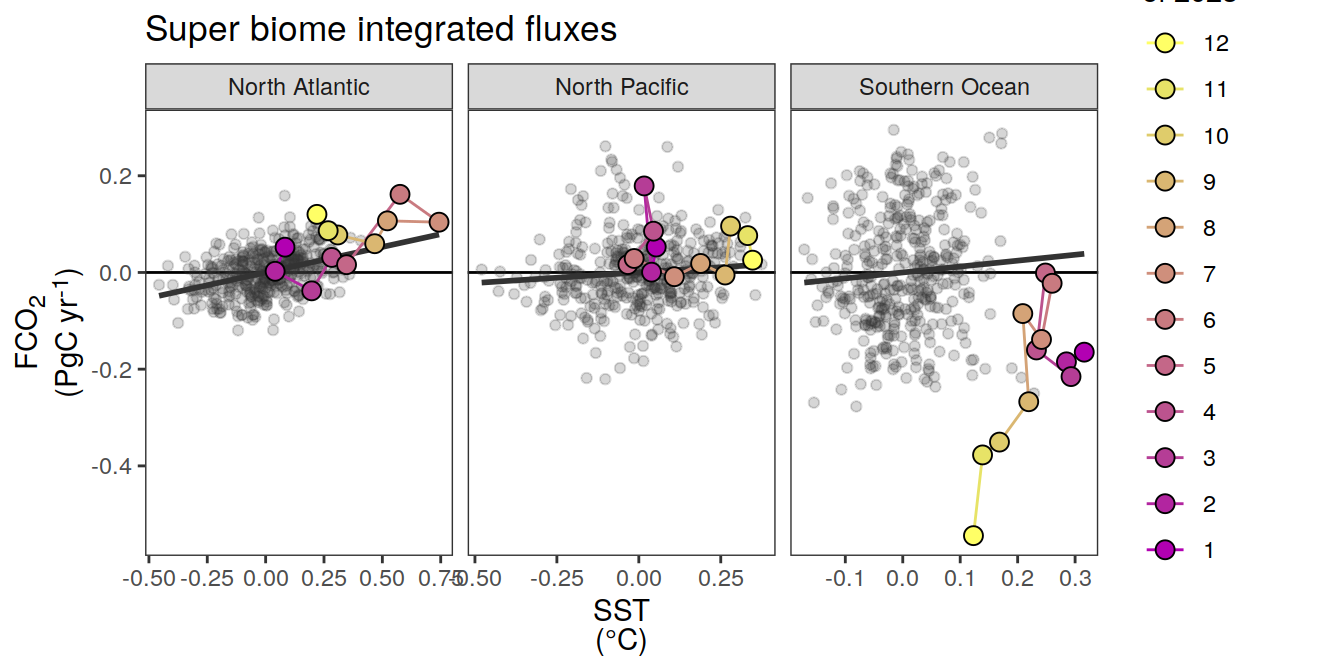 Super biome integrated fluxes
North Atlantic
North Pacific
Southern Ocean
FCO2
(PgC yr-1)
0.2
0.0
-0.2
-0.4
-0.50 -0.25 0.00 0.25 0.50 0.75
-0.50 -0.25 0.00 0.25
-0.1 0.0 0.1 0.2 0.3
SST
(°C)
12
11
10
9
8
7
6
5
4
3
2
1